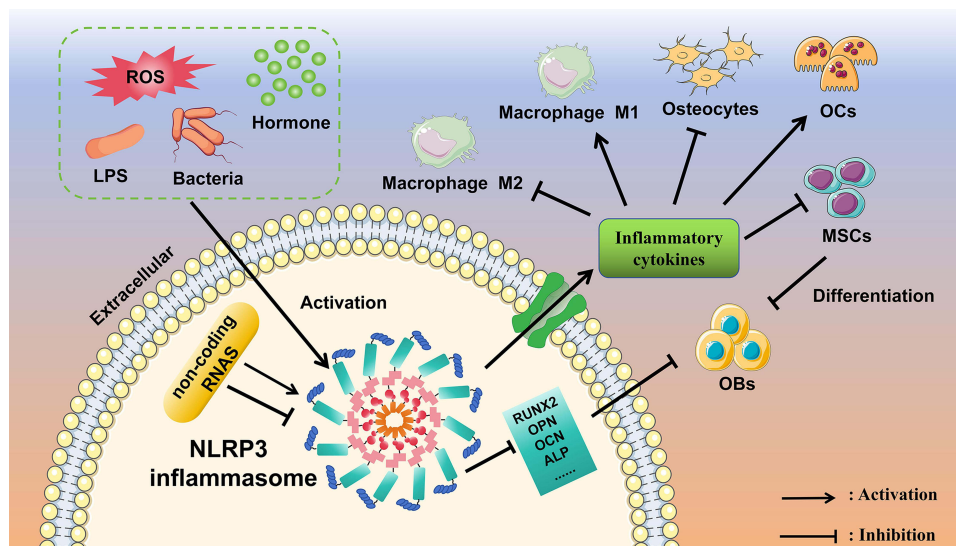 ROS
Hormone
LPS
Bacteria
Macrophage M1
Osteocytes
OCs
Macrophage M2
Inflammatory
cytokines
MSCs
Extracellular
Activation
Differentiation
non-coding
RNAS
OBs
RUNX2
OPN
OCN
ALP
......
NLRP3
inflammasome
: Activation
: Inhibition